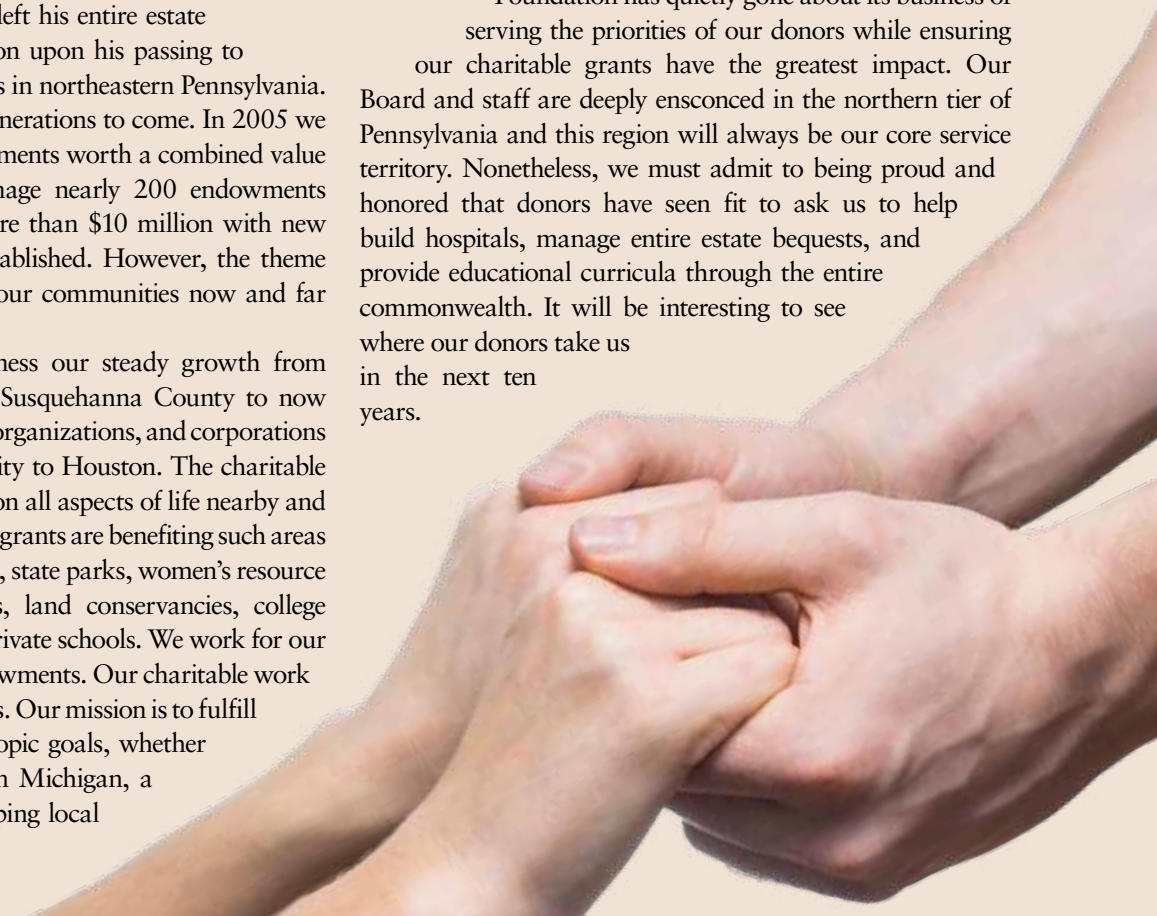 left his entire estate
on upon his passing to
s in northeastern Pennsylvania.
nerations to come. In 2005 we
ments worth a combined value
nage nearly 200 endowments
re than $10 million with new
ablished. However, the theme
our communities now and far
ness our steady growth from
Susquehanna County to now
organizations, and corporations
ity to Houston. The charitable
on all aspects of life nearby and
grants are benefiting such areas
, state parks, women’s resource
s, land conservancies, college
rivate schools. We work for our
wments. Our charitable work
s. Our mission is to fulfill
opic goals, whether
n Michigan, a
ping local
Foundation has quietly gone about its business of
serving the priorities of our donors while ensuring
our charitable grants have the greatest impact. Our
Board and staff are deeply ensconced in the northern tier of
Pennsylvania and this region will always be our core service
territory. Nonetheless, we must admit to being proud and
honored that donors have seen fit to ask us to help
build hospitals, manage entire estate bequests, and
provide educational curricula through the entire
commonwealth. It will be interesting to see
where our donors take us
in the next ten
years.